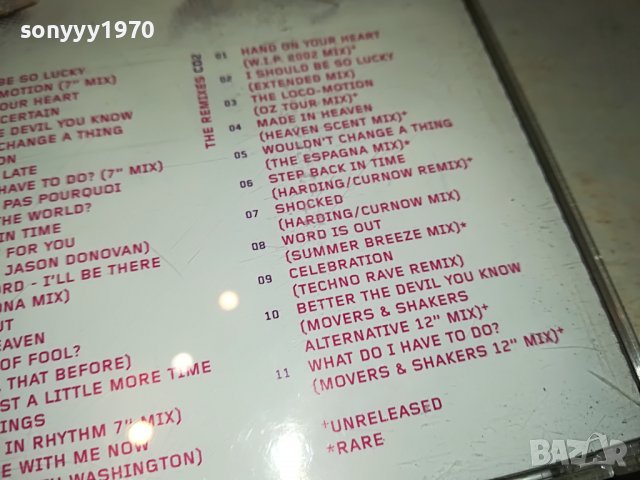 sonyyy1970
BE SO LUCKY
MOTION (7" MIX)
OUR HEART
CERTAIN
E DEVIL YOU KNOW
CHANGE A THING
ON
LATE
HAVE TO DO? (7" MIX)
PAS POURQUOI
THE WORLD?
IN TIME
FOR YOU
JASON DONOVAN)
ORD - I'LL BE THERE
NA MIX)
UT
EAVEN
OF FOOL?
THAT BEFORE)
ST A LITTLE MORE TIME
INGS
IN RHYTHM 7" MIX)
E WITH ME NOW
WASHINGTON)
THE REMIXES CD2
01 HAND ON YOUR HEART
(W.I.P. 2002 MIX)*
02 I SHOULD BE SO LUCKY
(EXTENDED MIX)
03 THE LOCO-MOTION
(OZ TOUR MIX)*
04 MADE IN HEAVEN
(HEAVEN SCENT MIX)*
05 WOULDN'T CHANGE A THING
(THE ESPAGNA MIX)*
06 STEP BACK IN TIME
(HARDING/CURNOW REMIX)*
07 SHOCKED
(HARDING/CURNOW MIX)
08 WORD IS OUT
(SUMMER BREEZE MIX)*
09 CELEBRATION
(TECHNO RAVE REMIX)
10 BETTER THE DEVIL YOU KNOW
(MOVERS & SHAKERS
ALTERNATIVE 12" MIX)+
11 WHAT DO I HAVE TO DO?
(MOVERS & SHAKERS 12" MIX)+
+UNRELEASED
*RARE
BAZAR